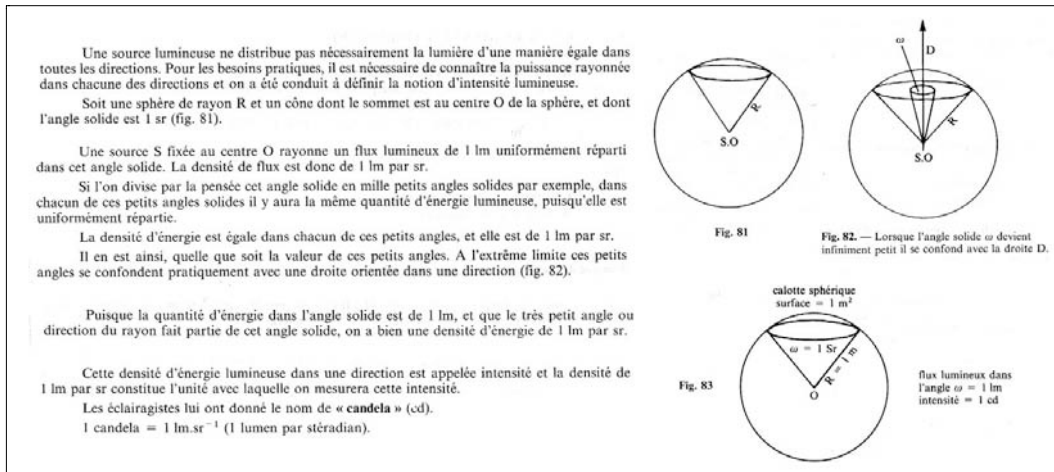 Une source lumineuse ne distribue pas nécessairement la lumière d'une manière égale dans
toutes les directions. Pour les besoins pratiques, il est nécessaire de connaître la puissance rayonnée
dans chacune des directions et on a été conduit à définir la notion d'intensité lumineuse.
Soit une sphère de rayon R et un cône dont le sommet est au centre O de la sphère, et dont
l'angle solide est 1 sr (fig. 81).
Une source S fixée au centre O rayonne un flux lumineux de 1 lm uniformément réparti
dans cet angle solide. La densité de flux est donc de 1 lm par sr.
Si l'on divise par la pensée cet angle solide en mille petits angles solides par exemple, dans
chacun de ces petits angles solides il y aura la même quantité d'énergie lumineuse, puisqu'elle est
uniformément répartie.
La densité d'énergie est égale dans chacun de ces petits angles, et elle est de 1 lm par sr.
Il en est ainsi, quelle que soit la valeur de ces petits angles. A l'extrême limite ces petits
angles se confondent pratiquement avec une droite orientée dans une direction (fig. 82).
Puisque la quantité d'énergie dans l'angle solide est de 1 lm, et que le très petit angle ou
direction du rayon fait partie de cet angle solide, on a bien une densité d'énergie de 1 lm par sr.
Cette densité d'énergie lumineuse dans une direction est appelée intensité et la densité de
1 lm par sr constitue l'unité avec laquelle on mesurera cette intensité.
Les éclairagistes lui ont donné le nom de « candela » (cd).
1 candela = 1 lm.sr⁻¹ (1 lumen par stéradian).
R
S.O
Fig. 81
ω
D
R
S.O
Fig. 82. — Lorsque l'angle solide ω devient
infiniment petit il se confond avec la droite D.
calotte sphérique
surface = 1 m²
ω = 1 Sr
R = 1 m
O
Fig. 83
flux lumineux dans
l'angle ω = 1 lm
intensité = 1 cd